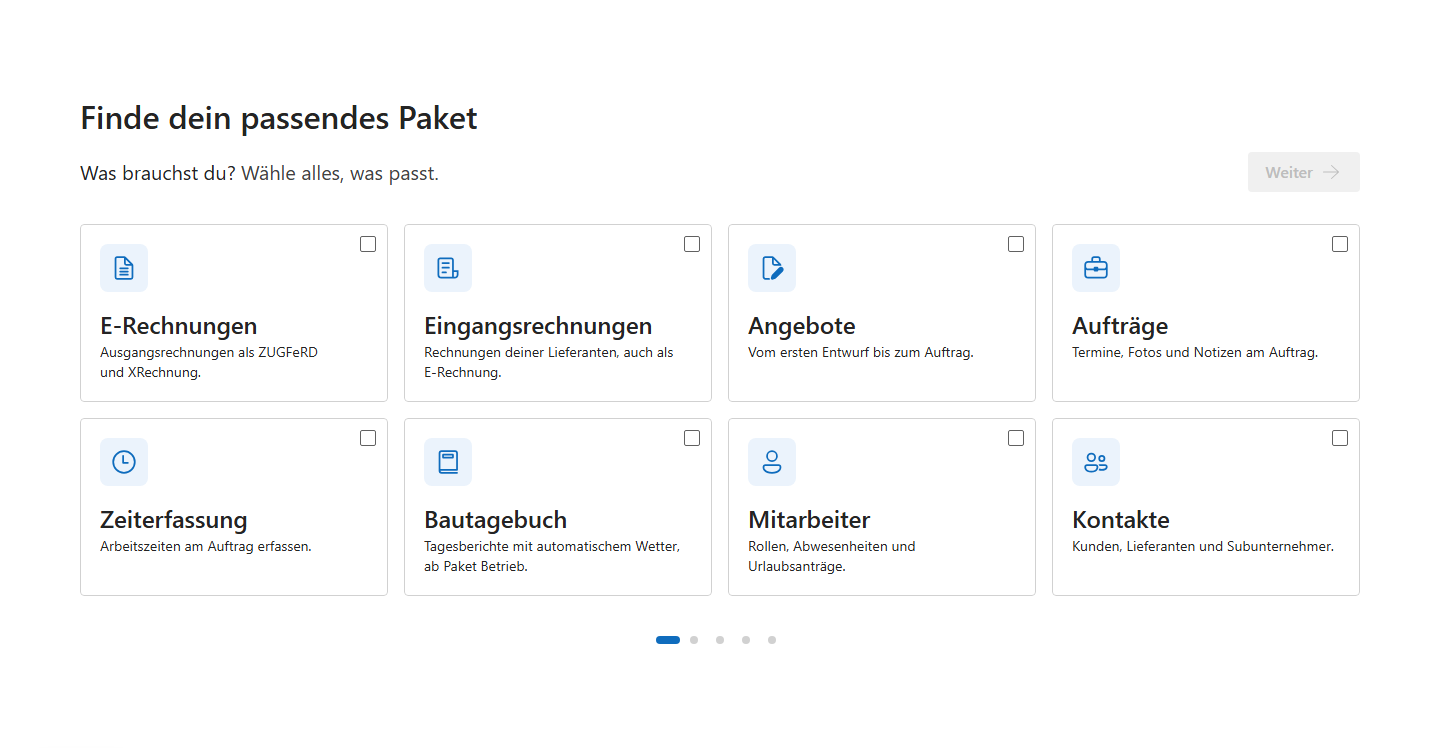 Finde dein passendes Paket
Was brauchst du? Wähle alles, was passt.
Weiter
E-Rechnungen
Ausgangsrechnungen als ZUGFeRD
und XRechnung.
Eingangsrechnungen
Rechnungen deiner Lieferanten, auch als
E-Rechnung.
Angebote
Vom ersten Entwurf bis zum Auftrag.
Aufträge
Termine, Fotos und Notizen am Auftrag.
Zeiterfassung
Arbeitszeiten am Auftrag erfassen.
Bautagebuch
Tagesberichte mit automatischem Wetter,
ab Paket Betrieb.
Mitarbeiter
Rollen, Abwesenheiten und
Urlaubsanträge.
Kontakte
Kunden, Lieferanten und Subunternehmer.